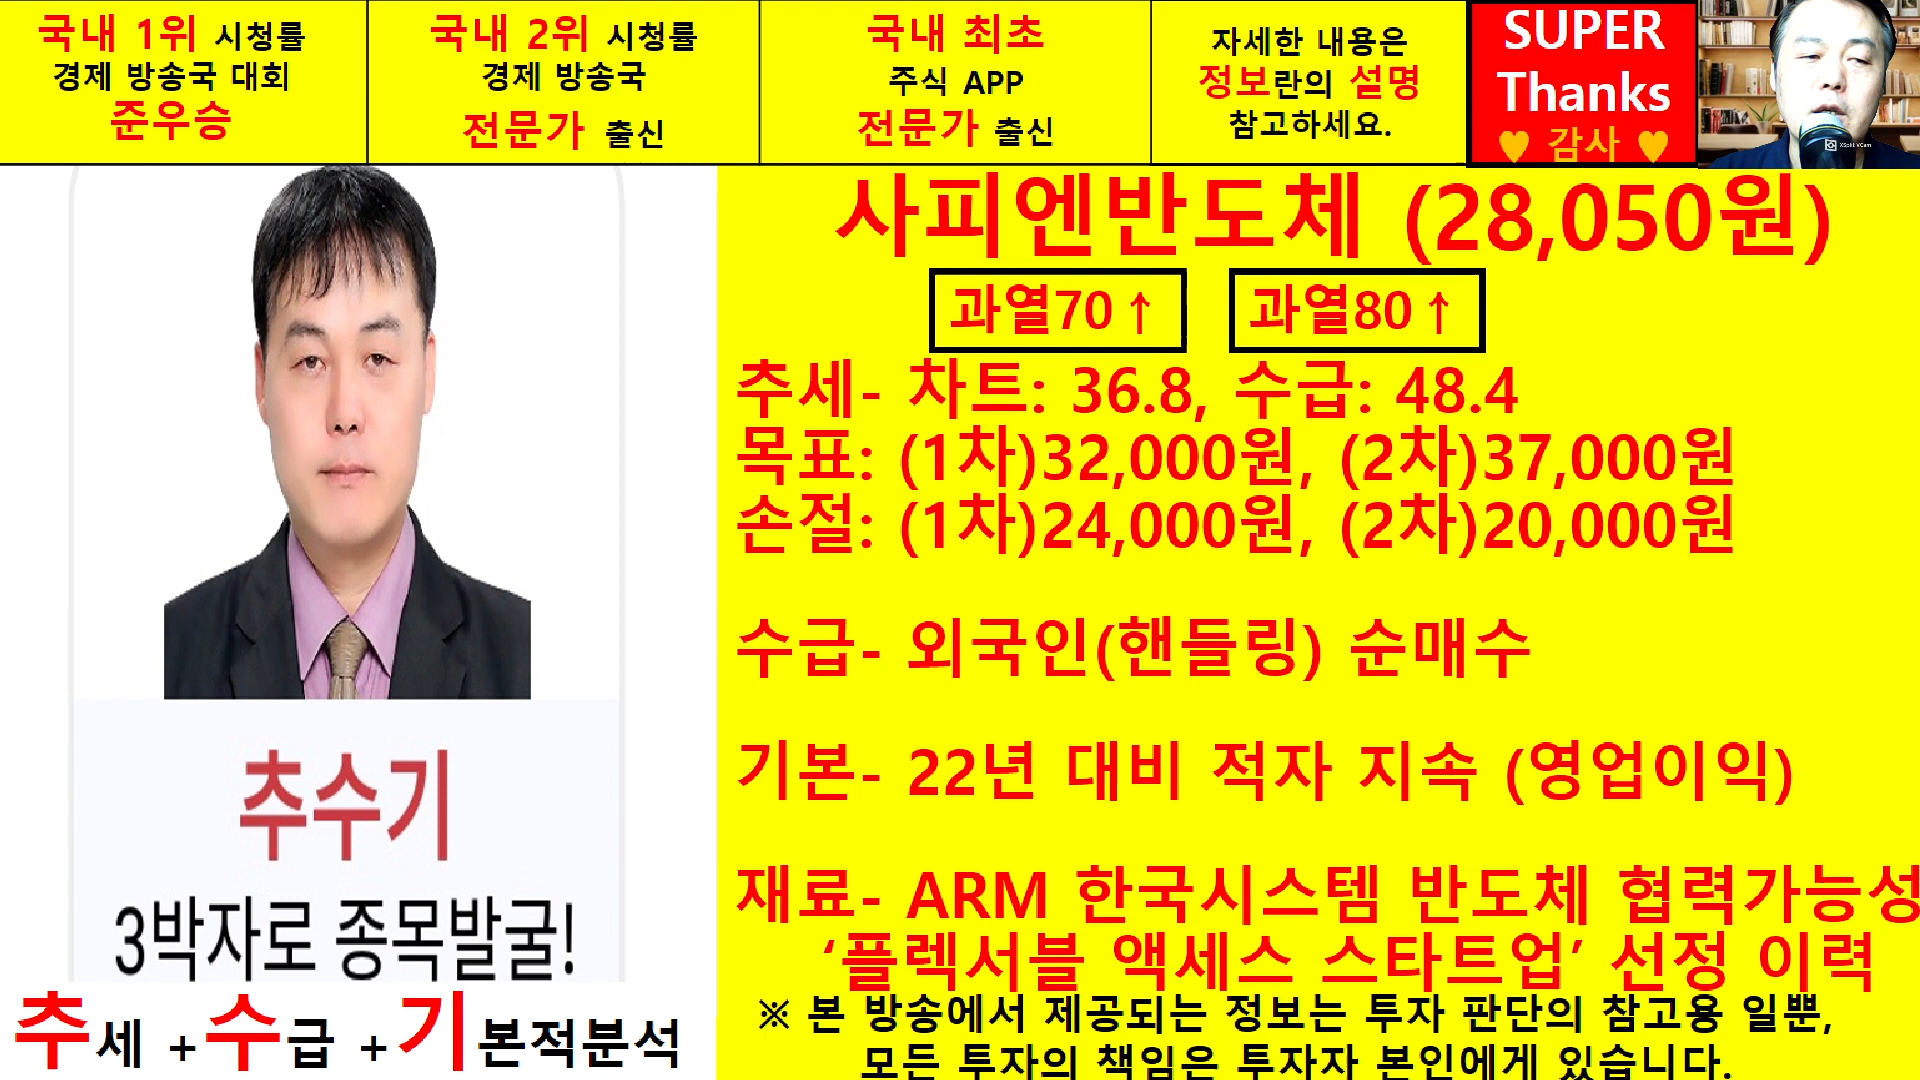 국내 1위 시청률
경제 방송국 대회
준우승
국내 2위 시청률
경제 방송국
전문가 출신
국내 최초
주식 APP
전문가 출신
자세한 내용은
정보란의 설명
참고하세요.
SUPER
Thanks
♥ 감사 ♥
XSplit VCam
사피엔반도체 (28,050원)
과열70↑ 과열80↑
추세- 차트: 36.8, 수급: 48.4
목표: (1차)32,000원, (2차)37,000원
손절: (1차)24,000원, (2차)20,000원
수급- 외국인(핸들링) 순매수
기본- 22년 대비 적자 지속 (영업이익)
재료- ARM 한국시스템 반도체 협력가능성
‘플렉서블 액세스 스타트업’ 선정 이력
※ 본 방송에서 제공되는 정보는 투자 판단의 참고용 일뿐,
모든 투자의 책임은 투자자 본인에게 있습니다.
추수기
3박자로 종목발굴!
추세 +수급 +기본적분석